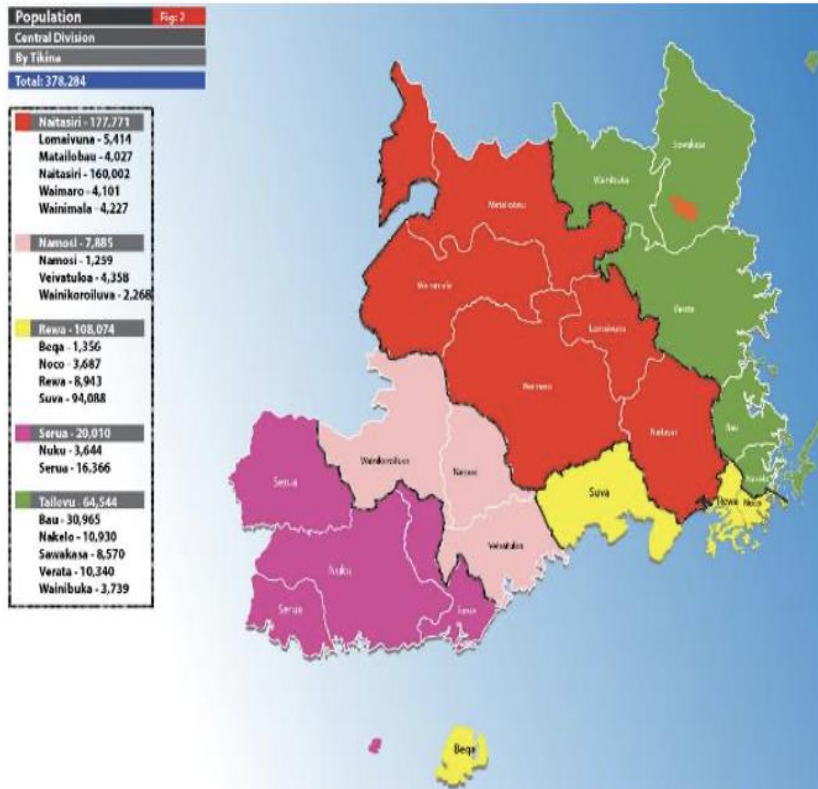 Population Fig: 2
Central Division
By Tikina
Total: 378,284
Naitasiri - 177,771
Lomaivuna - 5,414
Matailobau - 4,027
Naitasiri - 160,002
Waimaro - 4,101
Wainimala - 4,227
Namosi - 7,885
Namosi - 1,259
Veivatuloa - 4,358
Wainikoroiluva - 2,268
Rewa - 108,074
Beqa - 1,356
Noco - 3,687
Rewa - 8,943
Suva - 94,088
Serua - 20,010
Nuku - 3,644
Serua - 16,366
Tailevu - 64,544
Bau - 30,965
Nakelo - 10,930
Sawakasa - 8,570
Verata - 10,340
Wainibuka - 3,739
Sawakasa
Wainibuka
Matailobau
Wainimala
Verata
Lomaivuna
Waimaro
Naitasiri
Bau
Nakelo
Wainikoroiluva
Namosi
Serua
Suva
Rewa
Noco
Veivatuloa
Nuku
Serua
Serua
Beqa